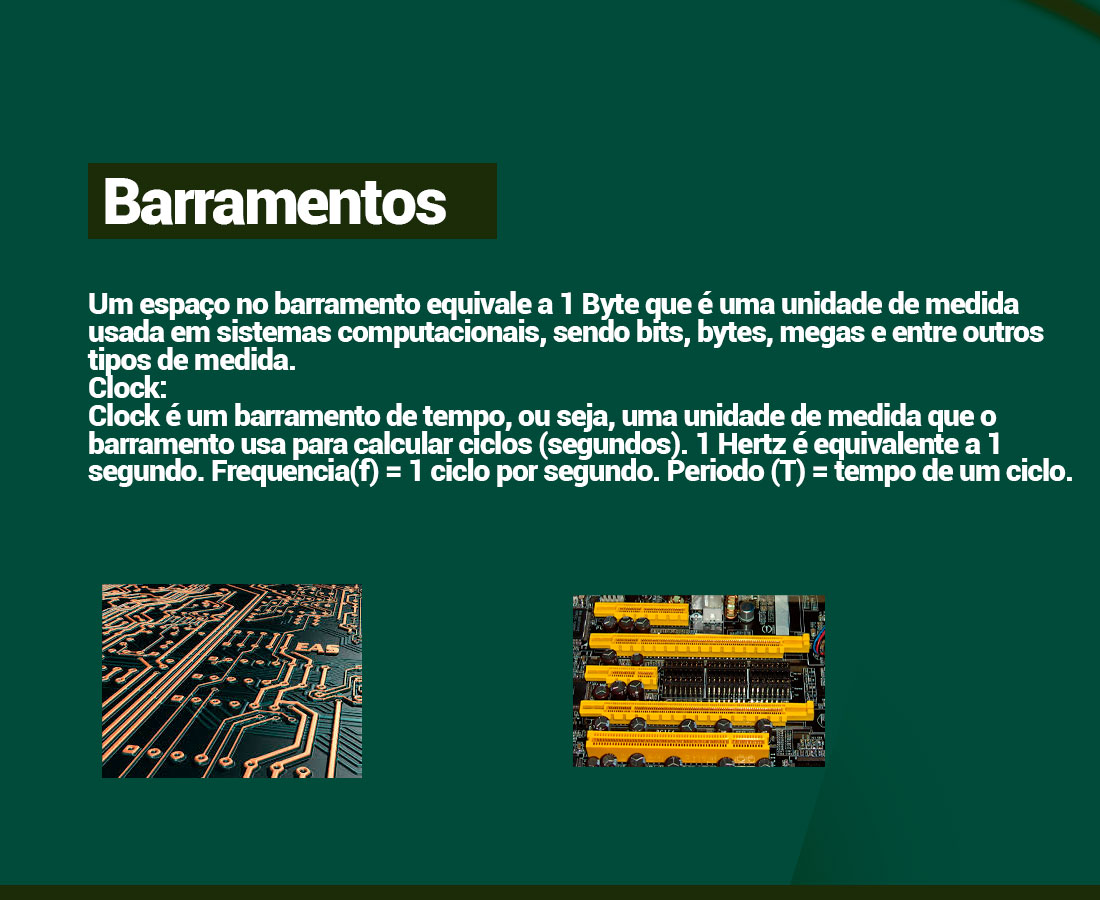 Barramentos
Um espaço no barramento equivale a 1 Byte que é uma unidade de medida
usada em sistemas computacionais, sendo bits, bytes, megas e entre outros
tipos de medida.
Clock:
Clock é um barramento de tempo, ou seja, uma unidade de medida que o
barramento usa para calcular ciclos (segundos). 1 Hertz é equivalente a 1
segundo. Frequencia(f) = 1 ciclo por segundo. Periodo (T) = tempo de um ciclo.
EAS